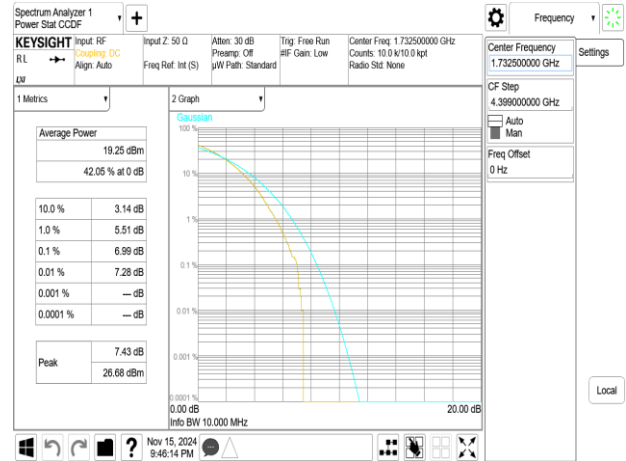 Spectrum Analyzer 1
Power Stat CCDF
Frequency
KEYSIGHT
RL
LXI
Input: RF
Coupling: DC
Align: Auto
Input Z: 50 Ω
Freq Ref: Int (S)
Atten: 30 dB
Preamp: Off
µW Path: Standard
Trig: Free Run
#IF Gain: Low
Center Freq: 1.732500000 GHz
Counts: 10.0 k/10.0 kpt
Radio Std: None
Center Frequency
1.732500000 GHz
Settings
CF Step
4.399000000 GHz
Auto
Man
Freq Offset
0 Hz
Local
1 Metrics
Average Power
19.25 dBm
42.05 % at 0 dB
10.0 % 3.14 dB
1.0 % 5.51 dB
0.1 % 6.99 dB
0.01 % 7.28 dB
0.001 % --- dB
0.0001 % --- dB
Peak
7.43 dB
26.68 dBm
2 Graph
Gaussian
100 %
10 %
1 %
0.1 %
0.01 %
0.001 %
0.0001 %
0.00 dB
20.00 dB
Info BW 10.000 MHz
?
Nov 15, 2024
9:46:14 PM